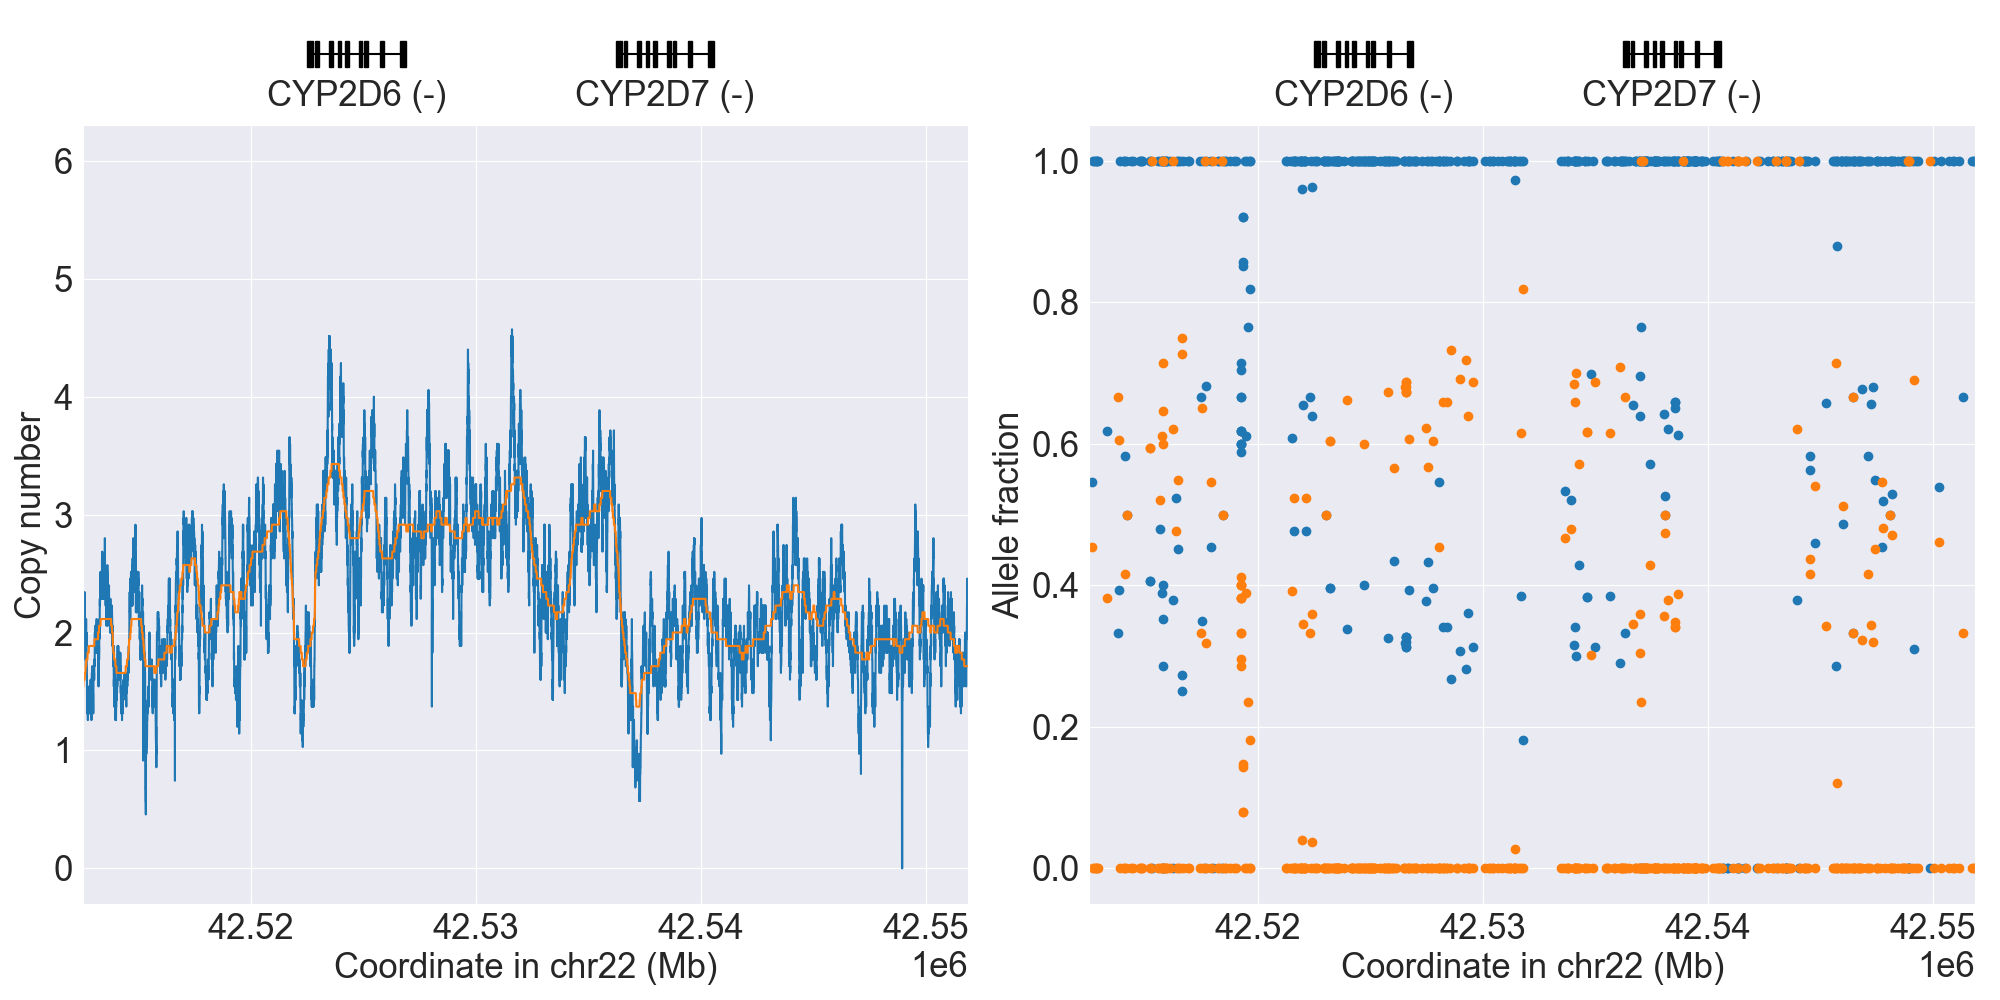 CYP2D6 (-)
CYP2D7 (-)
6
5
4
3
2
1
0
Copy number
42.52
42.53
42.54
42.55
Coordinate in chr22 (Mb)
1e6
CYP2D6 (-)
CYP2D7 (-)
1.0
0.8
0.6
0.4
0.2
0.0
Allele fraction
42.52
42.53
42.54
42.55
Coordinate in chr22 (Mb)
1e6